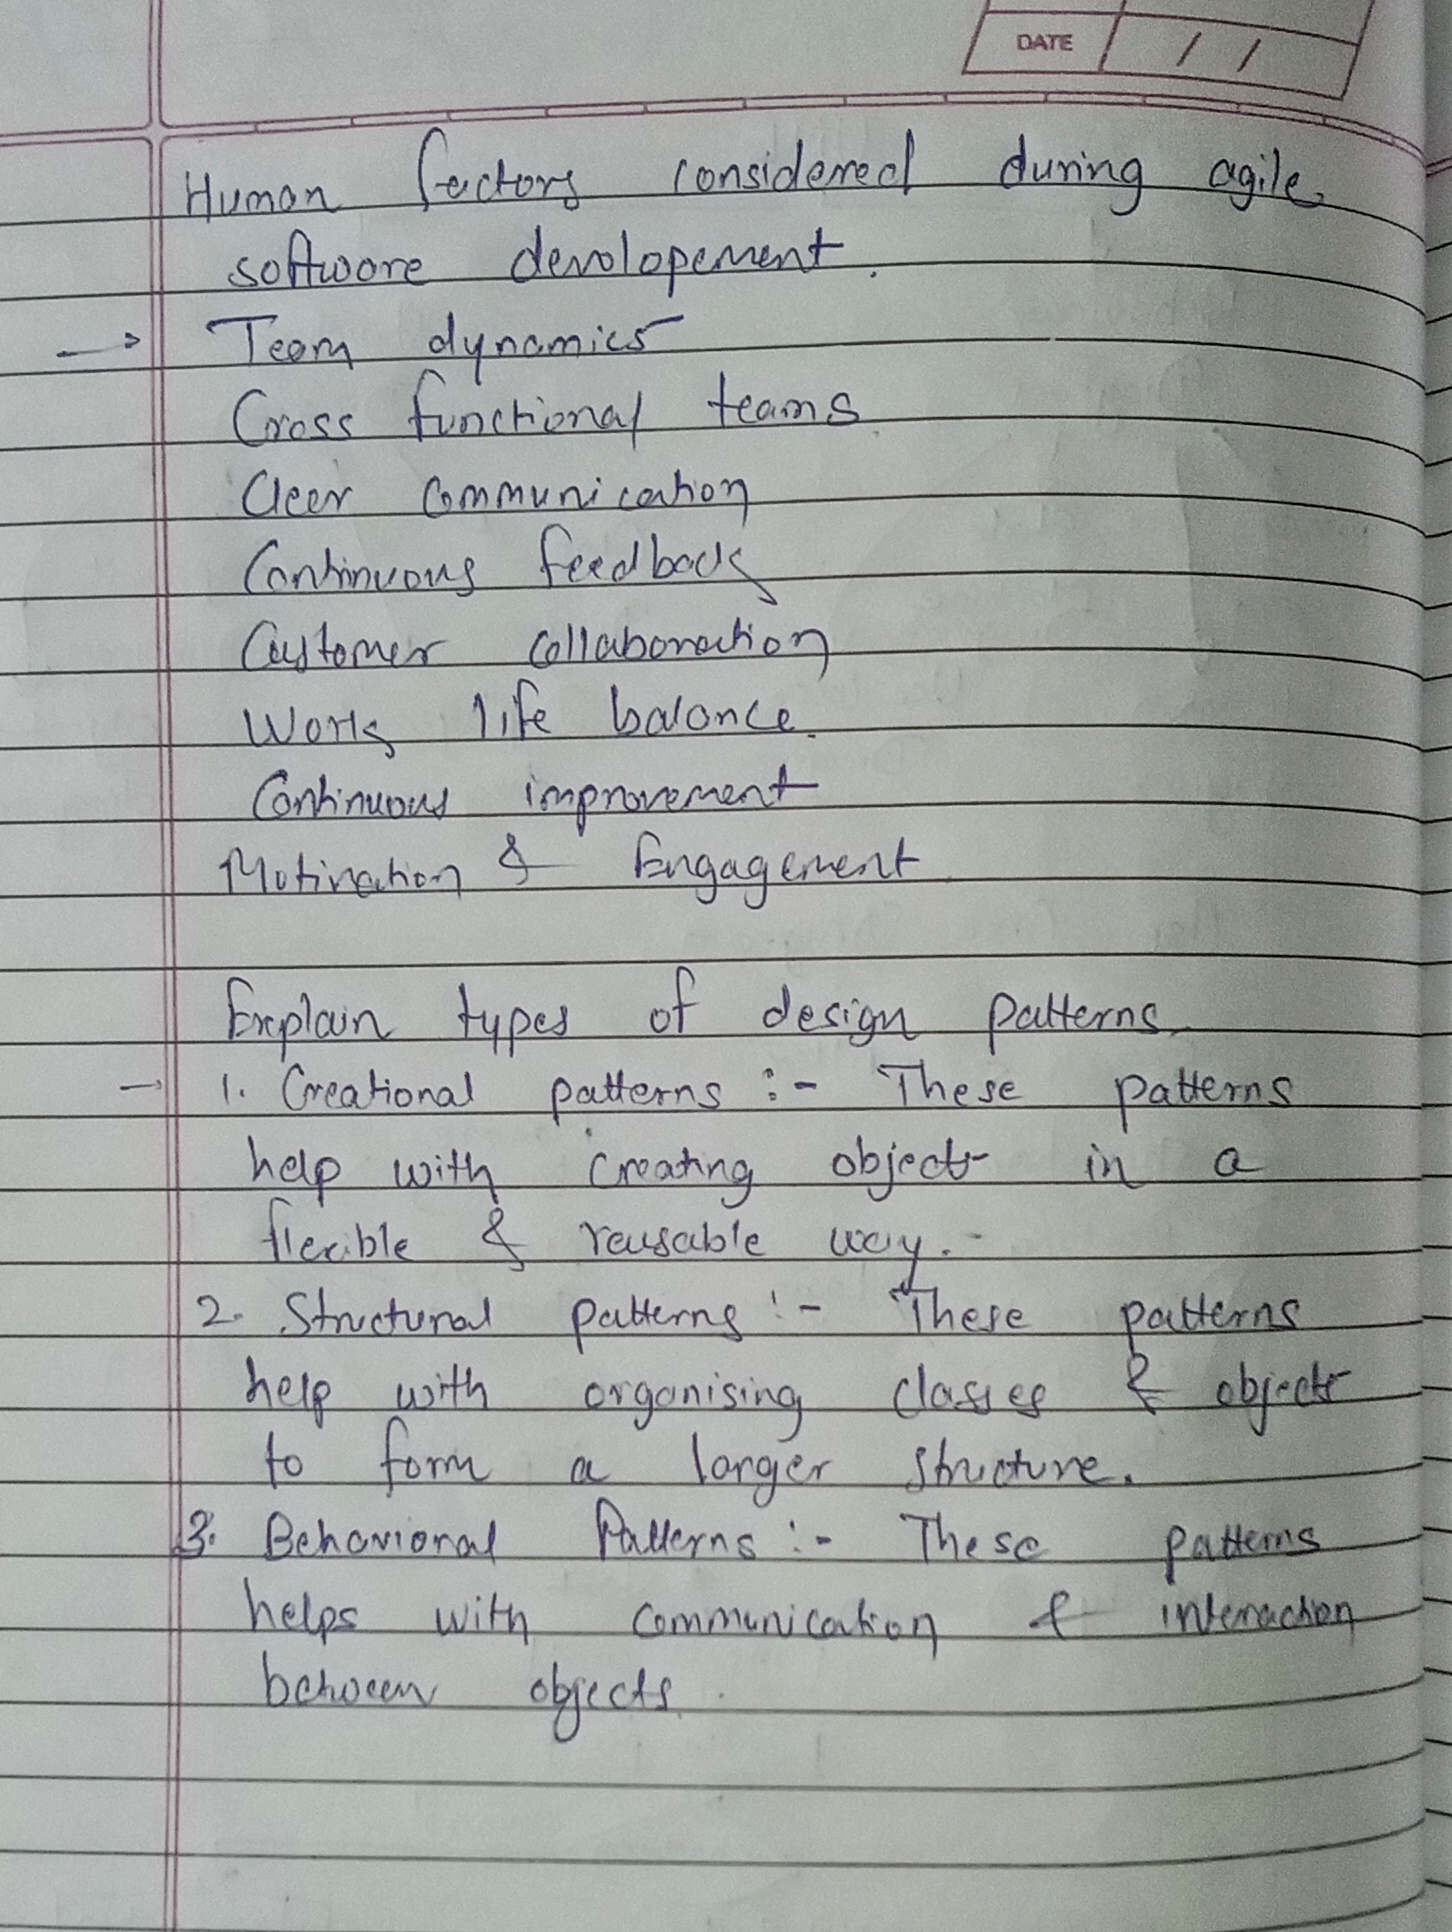 DATE / /
Human factors considered during agile
software devolopement.
→ Team dynamics
Cross functional teams
Clear communication
Continuous feedback
Customer collaboration
Work life balance.
Continuous improvement
Motivation & Engagement
Explain types of design patterns
→ 1. Creational patterns :- These patterns
help with creating objects in a
flexible & reusable way.
2. Structural patterns :- These patterns
help with organising classes & objects
to form a larger structure.
3. Behavioral Patterns :- These patterns
helps with communication & interaction
between objects.